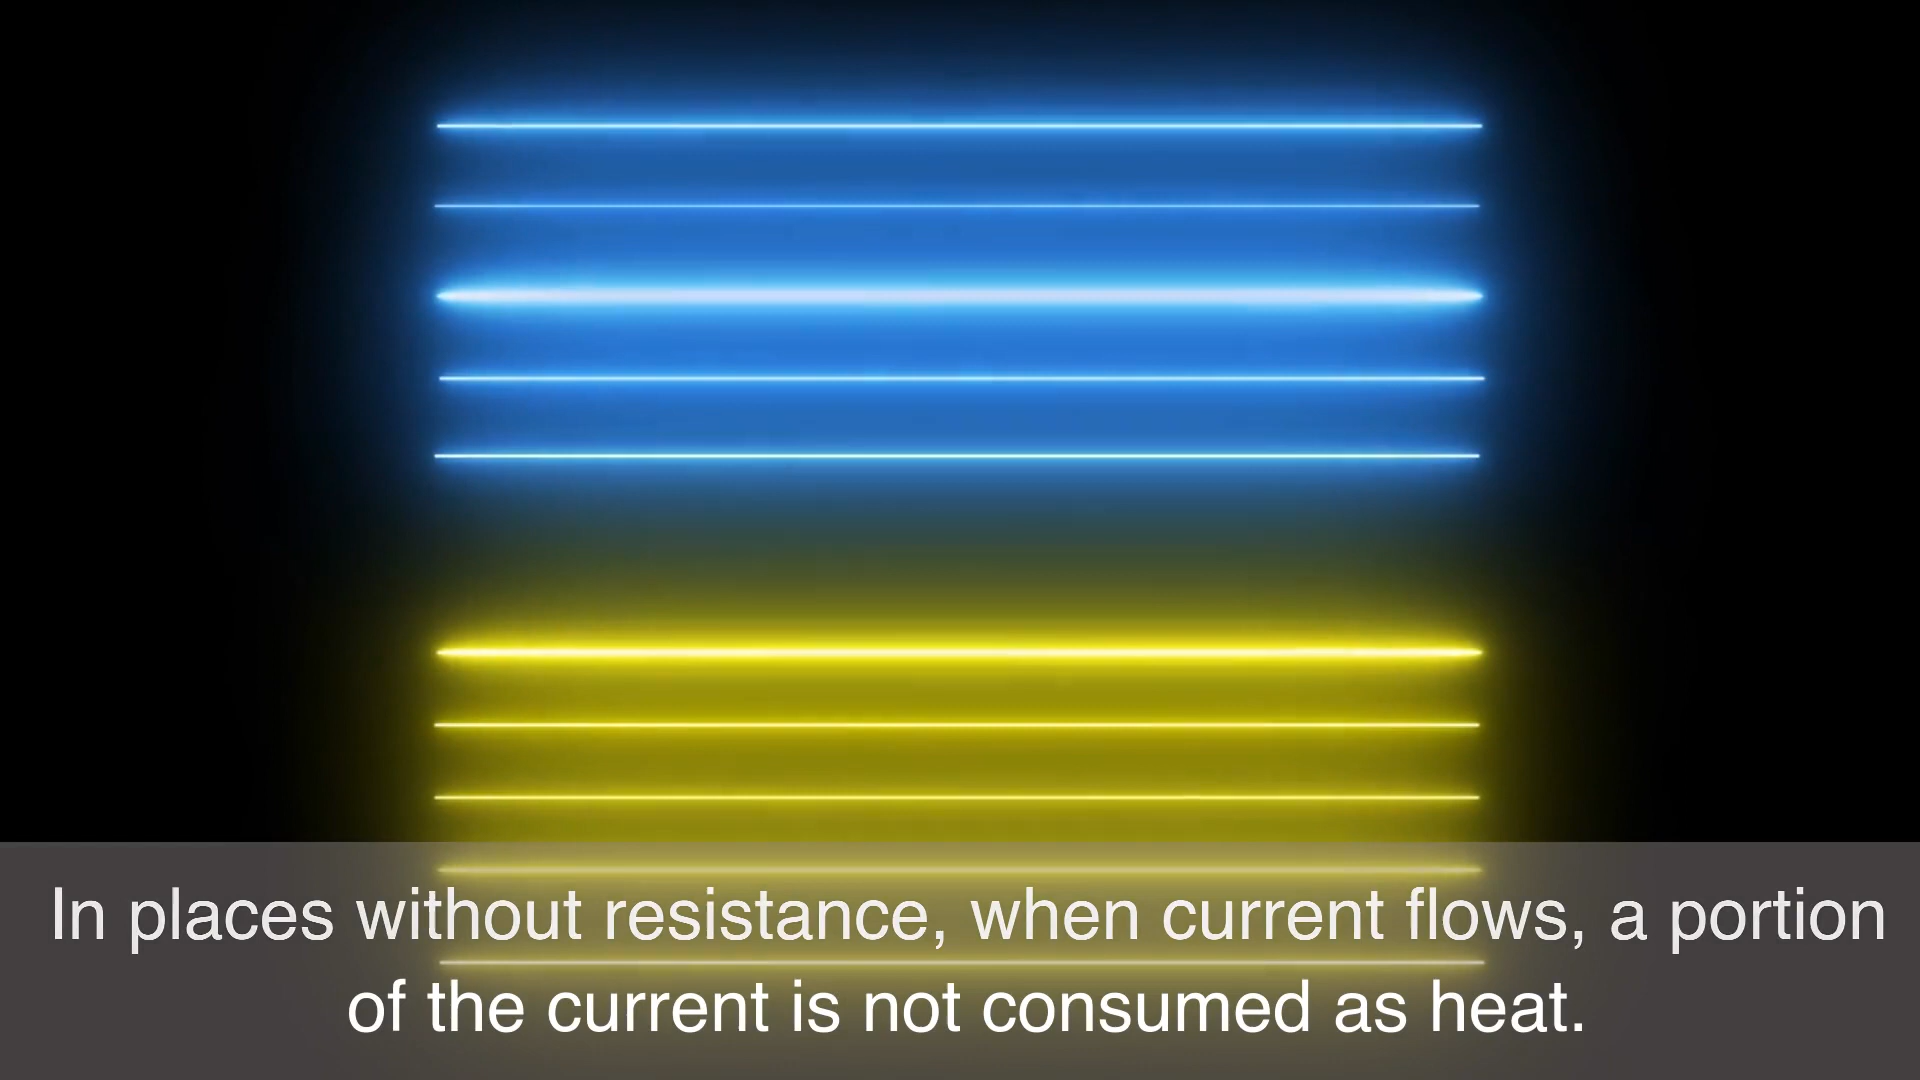 In places without resistance, when current flows, a portion
of the current is not consumed as heat.